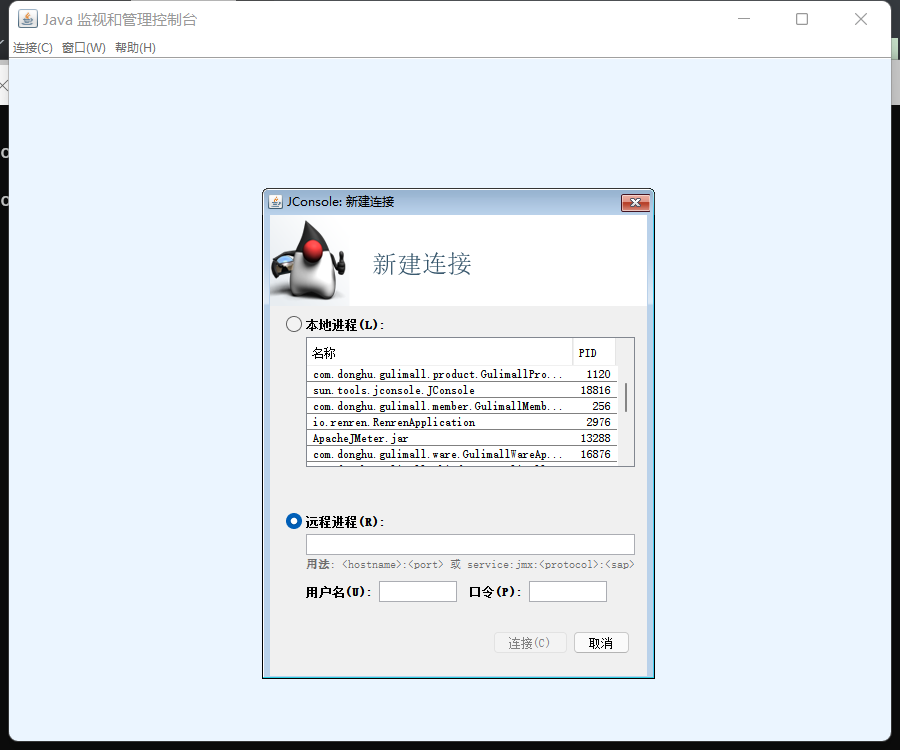 Java 监视和管理控制台
连接(C) 窗口(W) 帮助(H)
JConsole: 新建连接
新建连接
本地进程(L):
名称 PID
com.donghu.gulimall.product.GulimallPro... 1120
sun.tools.jconsole.JConsole 18816
com.donghu.gulimall.member.GulimallMemb... 256
io.renren.RenrenApplication 2976
ApacheJMeter.jar 13288
com.donghu.gulimall.ware.GulimallWareAp... 16876
远程进程(R):
用法: <hostname>:<port> 或 service:jmx:<protocol>:<sap>
用户名(U): 口令(P):
连接(C) 取消